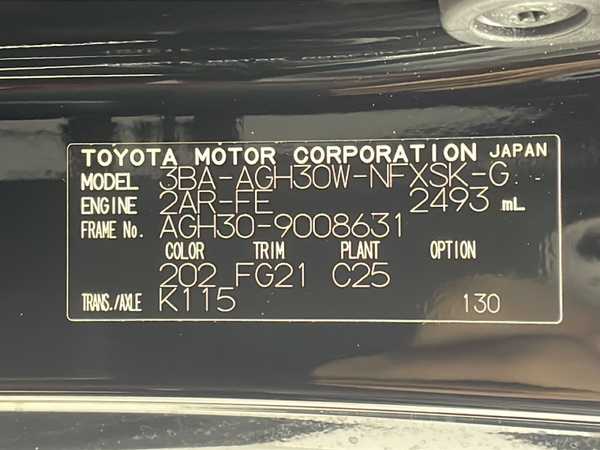 TOYOTA MOTOR CORPORATION JAPAN
MODEL 3BA-AGH30W-NFXSK-G
ENGINE 2AR-FE 2493 mL
FRAME No. AGH30-9008631
COLOR TRIM PLANT OPTION
202 FG21 C25
TRANS./AXLE K115 130